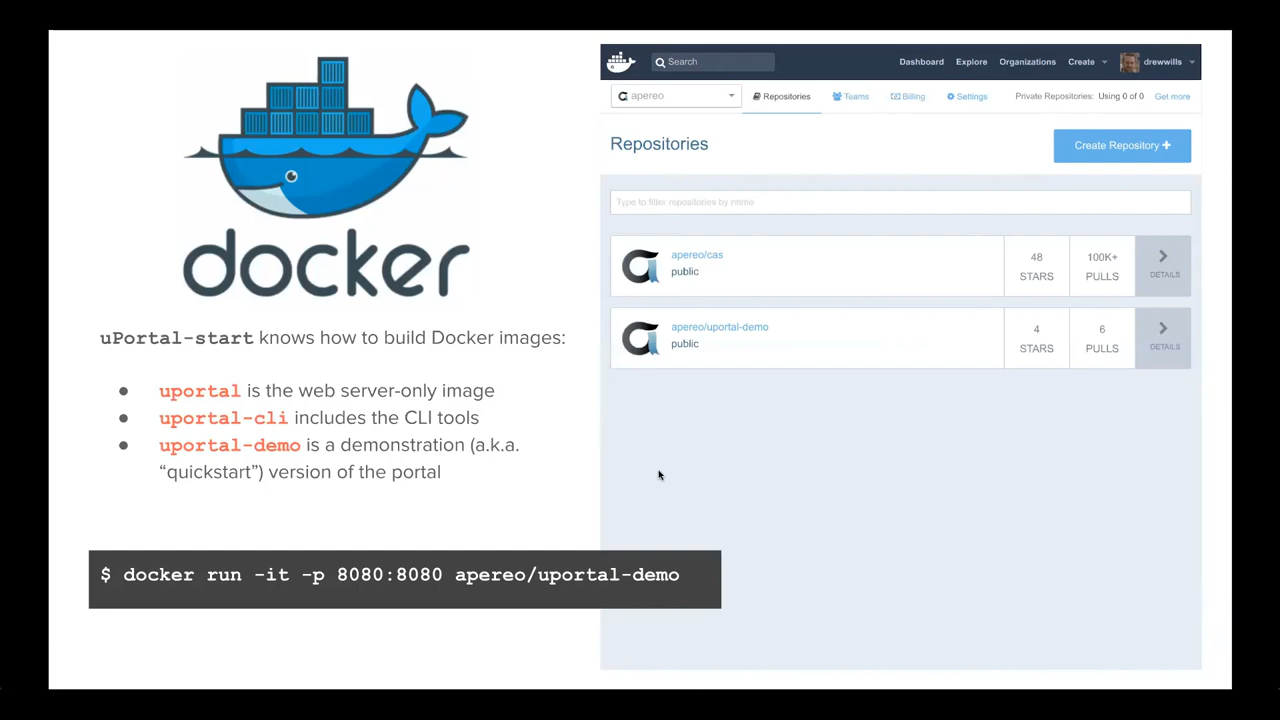 docker
uPortal-start knows how to build Docker images:
● uportal is the web server-only image
● uportal-cli includes the CLI tools
● uportal-demo is a demonstration (a.k.a.
“quickstart”) version of the portal
$ docker run -it -p 8080:8080 apereo/uportal-demo
Search Dashboard Explore Organizations Create drewwills
apereo Repositories Teams Billing Settings Private Repositories: Using 0 of 0 Get more
Repositories Create Repository +
Type to filter repositories by name
apereo/cas
public
48
STARS
100K+
PULLS
DETAILS
apereo/uportal-demo
public
4
STARS
6
PULLS
DETAILS